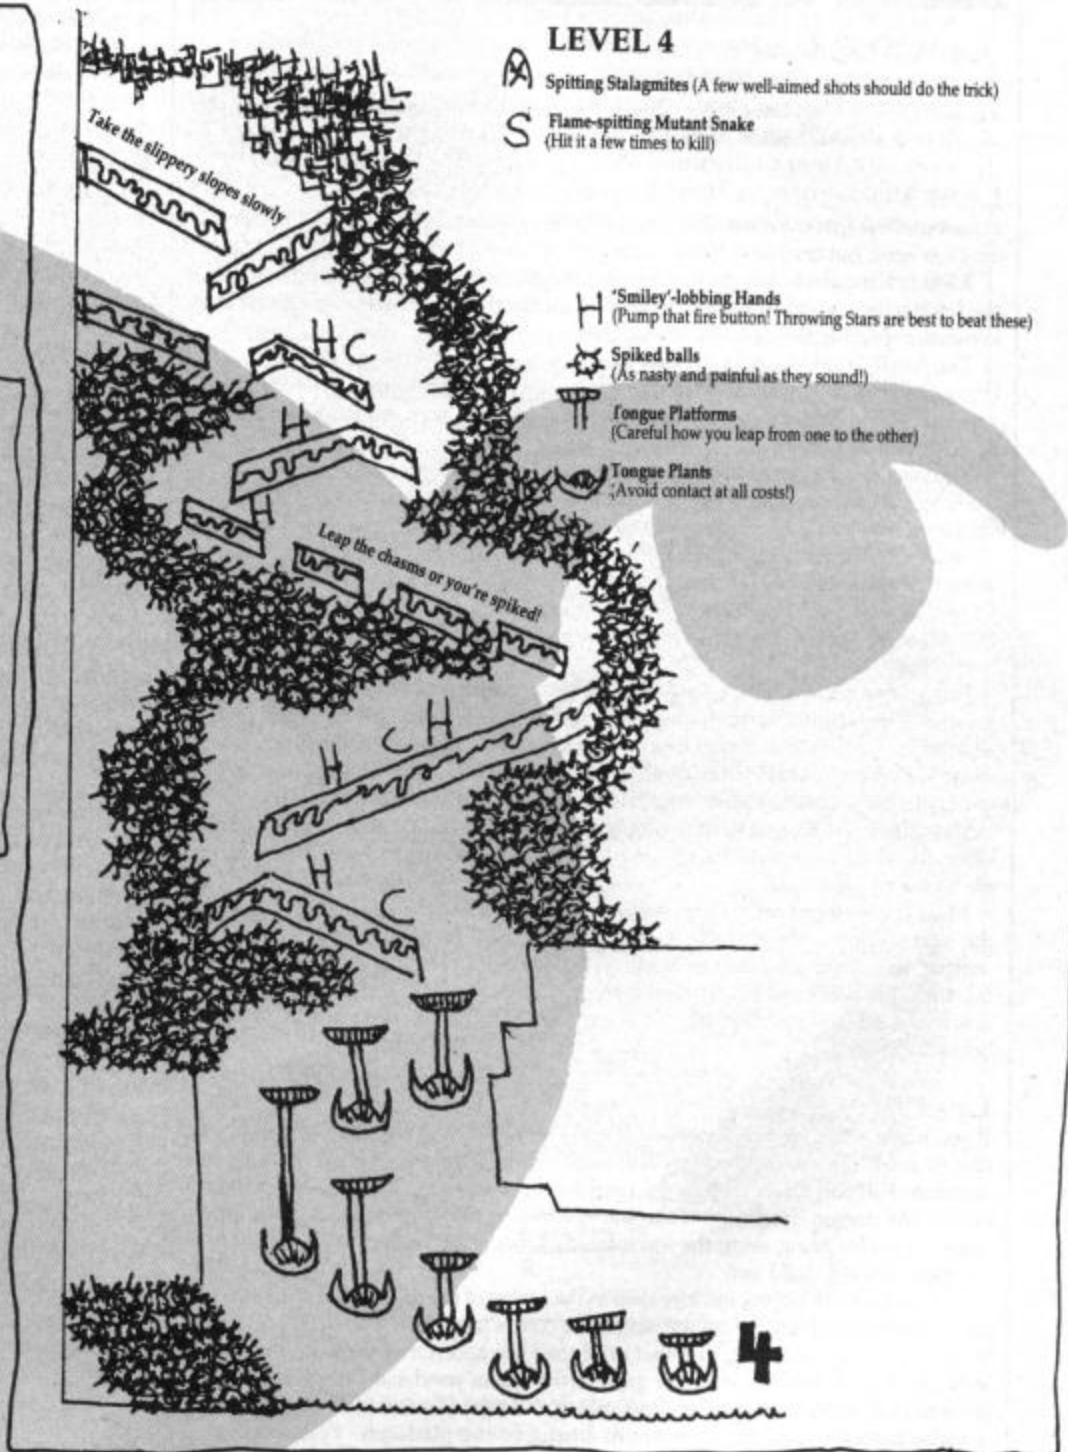 LEVEL 4
Spitting Stalagmites (A few well-aimed shots should do the trick)
S Flame-spitting Mutant Snake
(Hit it a few times to kill)
Take the slippery slopes slowly
H 'Smiley'-lobbing Hands
(Pump that fire button! Throwing Stars are best to beat these)
Spiked balls
(As nasty and painful as they sound!)
Tongue Platforms
(Careful how you leap from one to the other)
Tongue Plants
(Avoid contact at all costs!)
H C
H
H
Leap the chasms or you're spiked!
C H
H
H
C
4